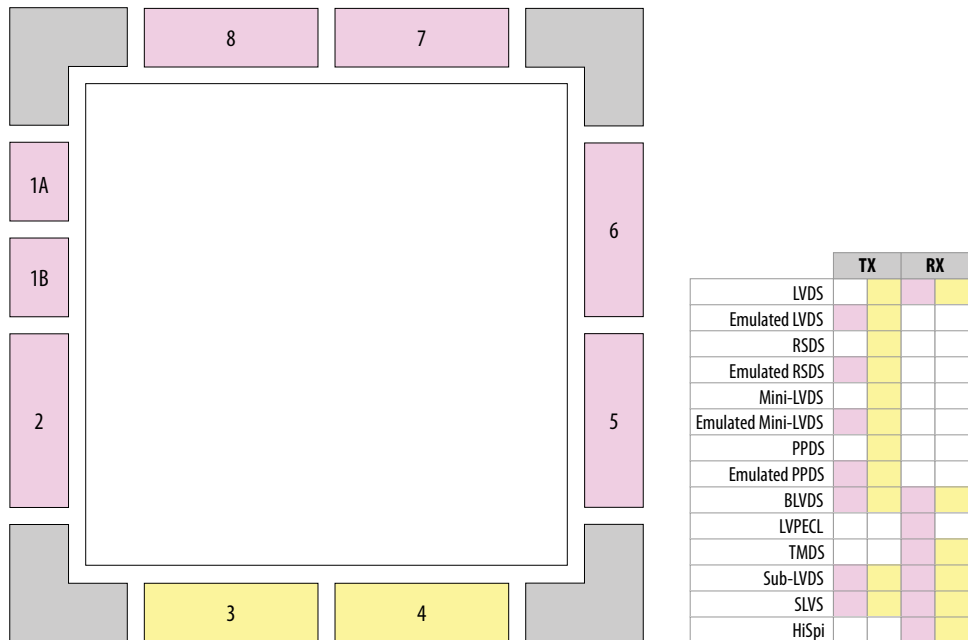 8 7
1A
6
1B
2
5
3 4
TX RX
LVDS
Emulated LVDS
RSDS
Emulated RSDS
Mini-LVDS
Emulated Mini-LVDS
PPDS
Emulated PPDS
BLVDS
LVPECL
TMDS
Sub-LVDS
SLVS
HiSpi